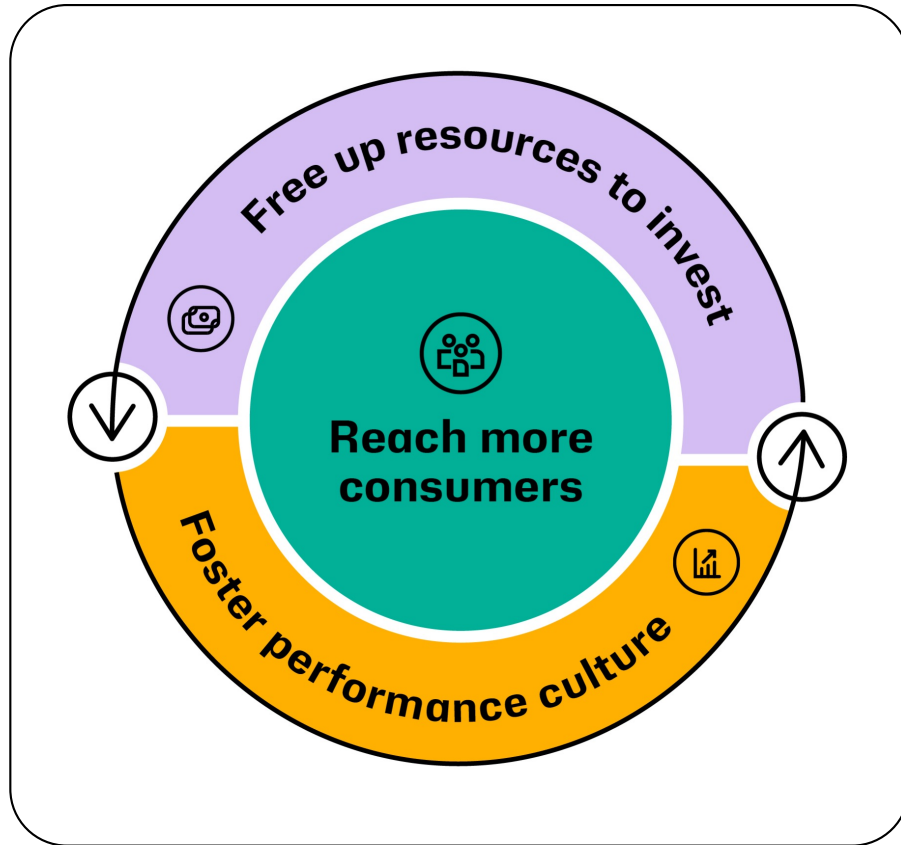 Free up resources to invest
Reach more
consumers
Foster performance culture